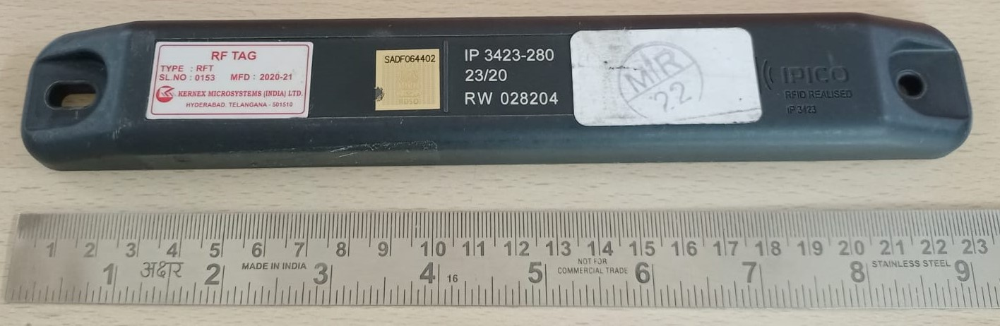 RF TAG
TYPE : RFT
SL.NO : 0153 MFD : 2020-21
KERNEX MICROSYSTEMS (INDIA) LTD.
HYDERABAD, TELANGANA - 501510
SADF064402
IP 3423-280
23/20
RW 028204
MIR
'22
IPICO
RFID REALISED
IP 3423
1 2 3 4 5 6 7 8 9 10 11 12 13 14 15 16 17 18 19 20 21 22 23
1 अक्षर 2 MADE IN INDIA 3 4 16 5 NOT FOR COMMERCIAL TRADE 6 7 8 STAINLESS STEEL 9